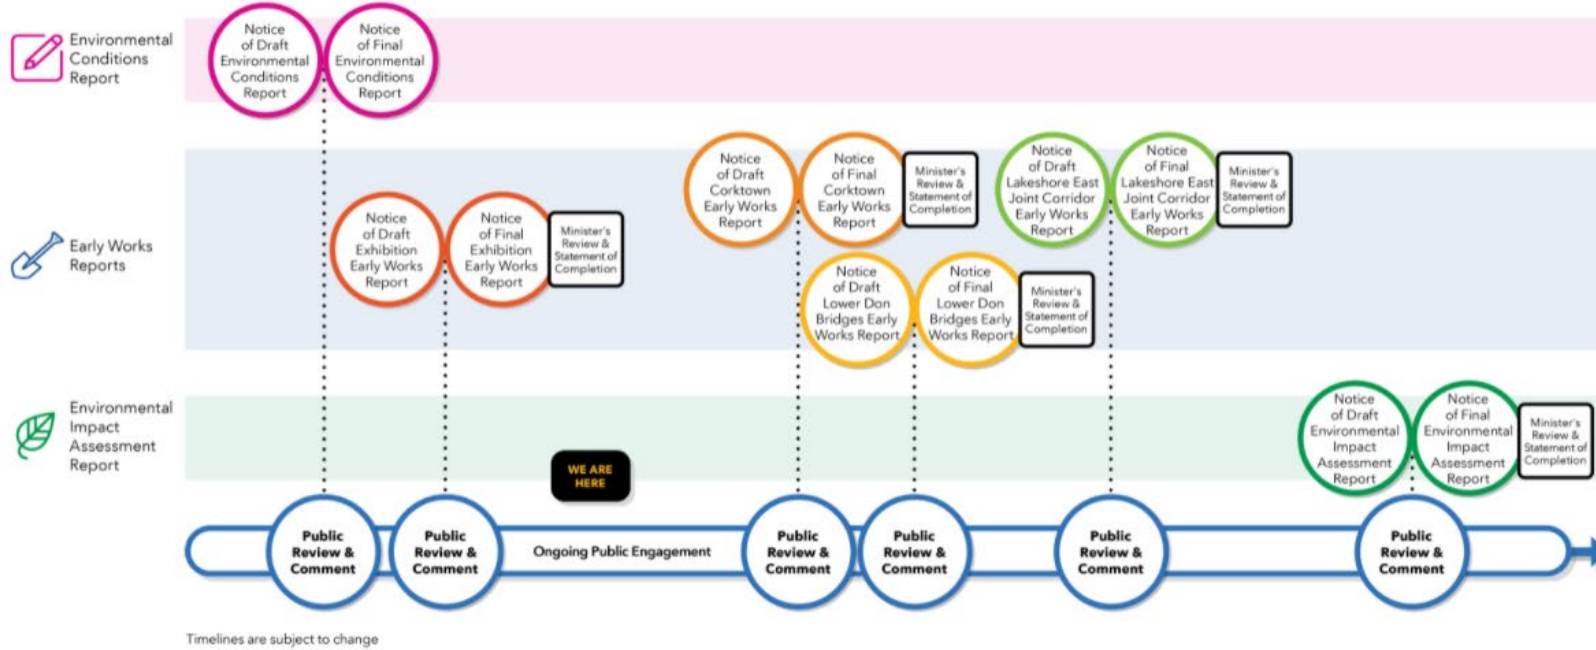 Environmental
Conditions
Report
Notice
of Draft
Environmental
Conditions
Report
Notice
of Final
Environmental
Conditions
Report
Early Works
Reports
Notice
of Draft
Exhibition
Early Works
Report
Notice
of Final
Exhibition
Early Works
Report
Minister's
Review &
Statement of
Completion
Notice
of Draft
Corktown
Early Works
Report
Notice
of Final
Corktown
Early Works
Report
Minister's
Review &
Statement of
Completion
Notice
of Draft
Lower Don
Bridges Early
Works Report
Notice
of Final
Lower Don
Bridges Early
Works Report
Minister's
Review &
Statement of
Completion
Notice
of Draft
Lakeshore East
Joint Corridor
Early Works
Report
Notice
of Final
Lakeshore East
Joint Corridor
Early Works
Report
Minister's
Review &
Statement of
Completion
Environmental
Impact
Assessment
Report
Notice
of Draft
Environmental
Impact
Assessment
Report
Notice
of Final
Environmental
Impact
Assessment
Report
Minister's
Review &
Statement of
Completion
WE ARE
HERE
Public
Review &
Comment
Public
Review &
Comment
Ongoing Public Engagement
Public
Review &
Comment
Public
Review &
Comment
Public
Review &
Comment
Public
Review &
Comment
Timelines are subject to change